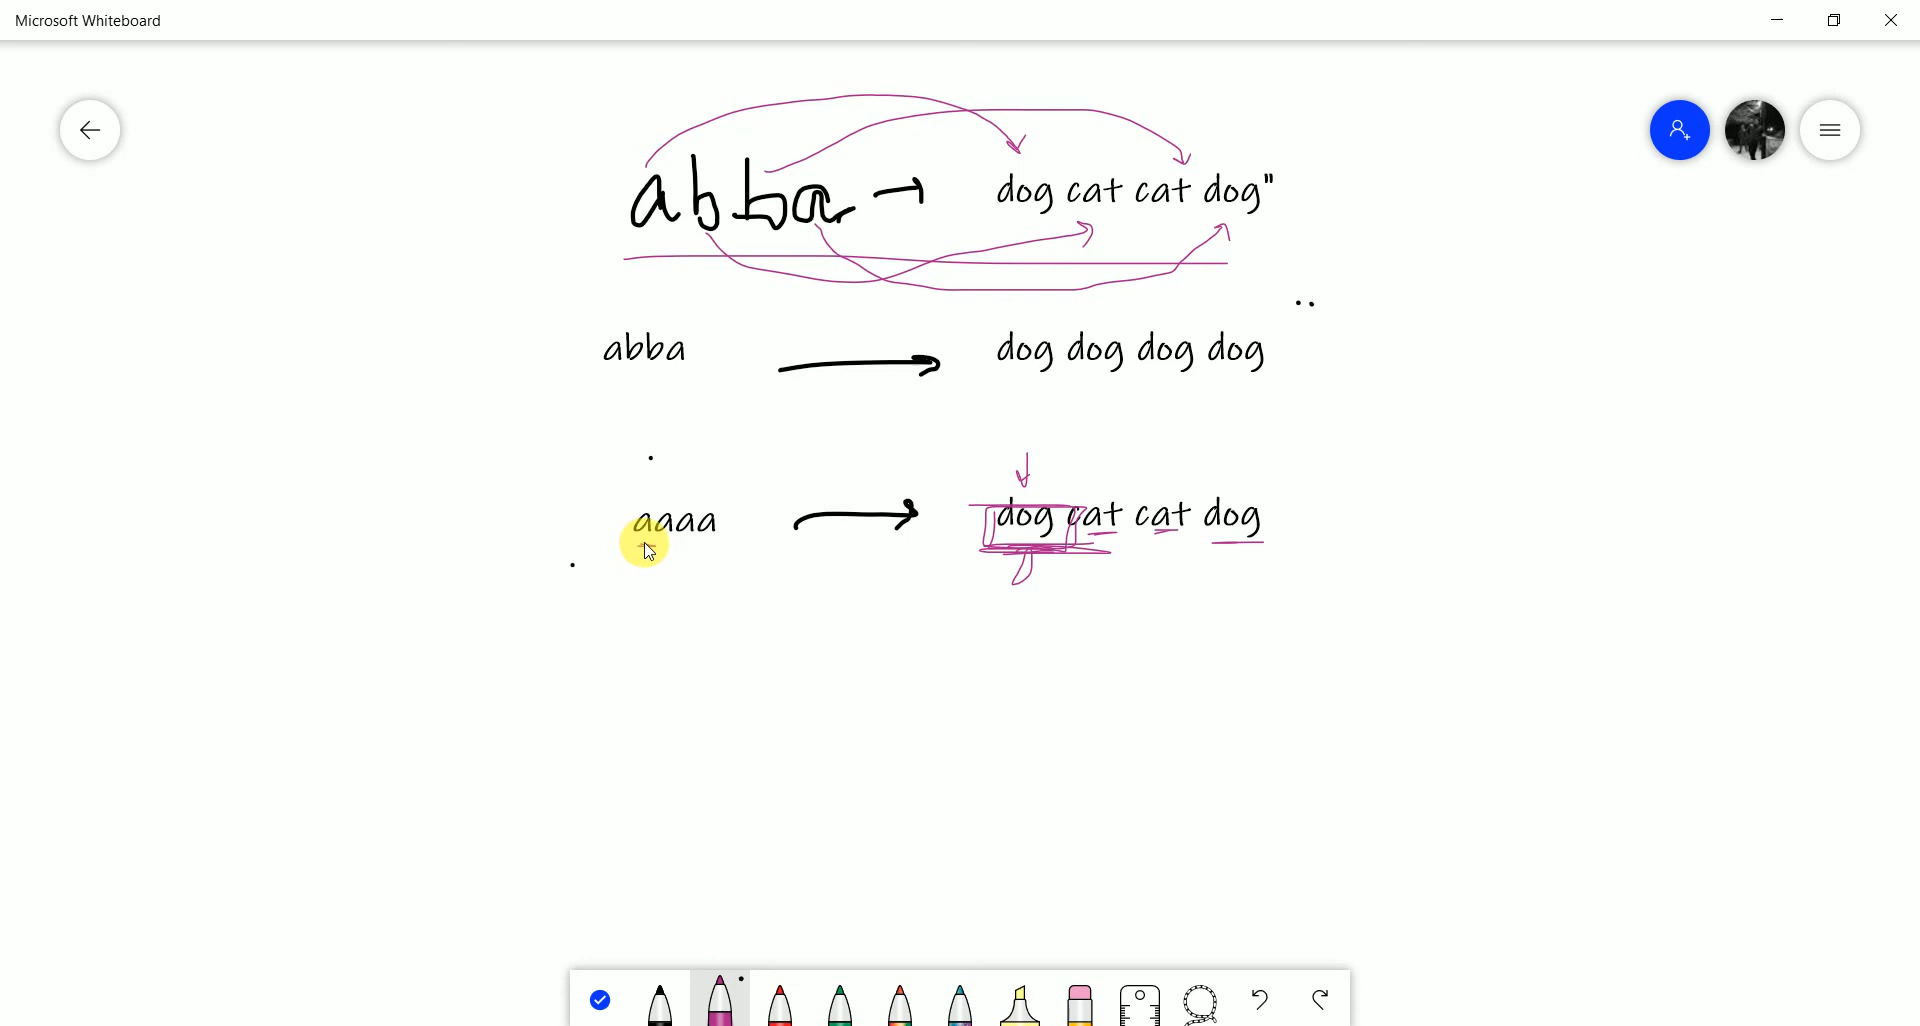 Microsoft Whiteboard
abba → dog cat cat dog"
abba → dog dog dog dog
aaaa → dog cat cat dog